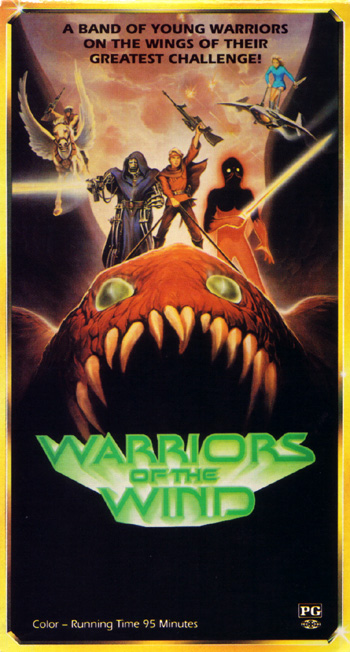 A BAND OF YOUNG WARRIORS
ON THE WINGS OF THEIR
GREATEST CHALLENGE!
WARRIORS
OF THE
WIND
PG
Color – Running Time 95 Minutes